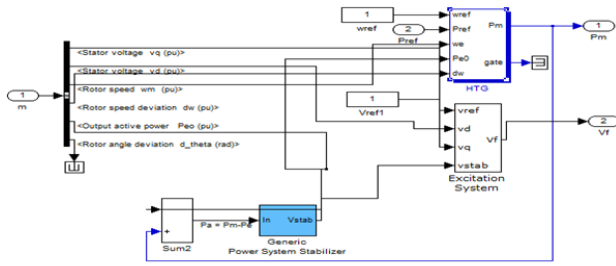 1
wref
2
Pref
wref
Pref
we
Pe0
dw
Pm
gate
HTG
1
Pm
<Stator voltage vq (pu)>
<Stator voltage vd (pu)>
<Rotor speed wm (pu)>
<Rotor speed deviation dw (pu)>
<Output active power Peo (pu)>
<Rotor angle deviation d_theta (rad)>
1
m
1
Vref1
vref
vd
vq
vstab
Vf
Excitation
System
2
Vf
+
Sum2
Pa = Pm-Pe
In
Vstab
Generic
Power System Stabilizer